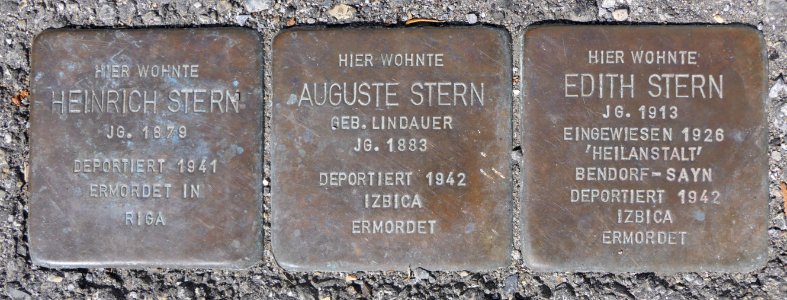 HIER WOHNTE
HEINRICH STERN
JG. 1879
DEPORTIERT 1941
ERMORDET IN
RIGA
HIER WOHNTE
AUGUSTE STERN
GEB. LINDAUER
JG. 1883
DEPORTIERT 1942
IZBICA
ERMORDET
HIER WOHNTE
EDITH STERN
JG. 1913
EINGEWIESEN 1926
'HEILANSTALT'
BENDORF-SAYN
DEPORTIERT 1942
IZBICA
ERMORDET